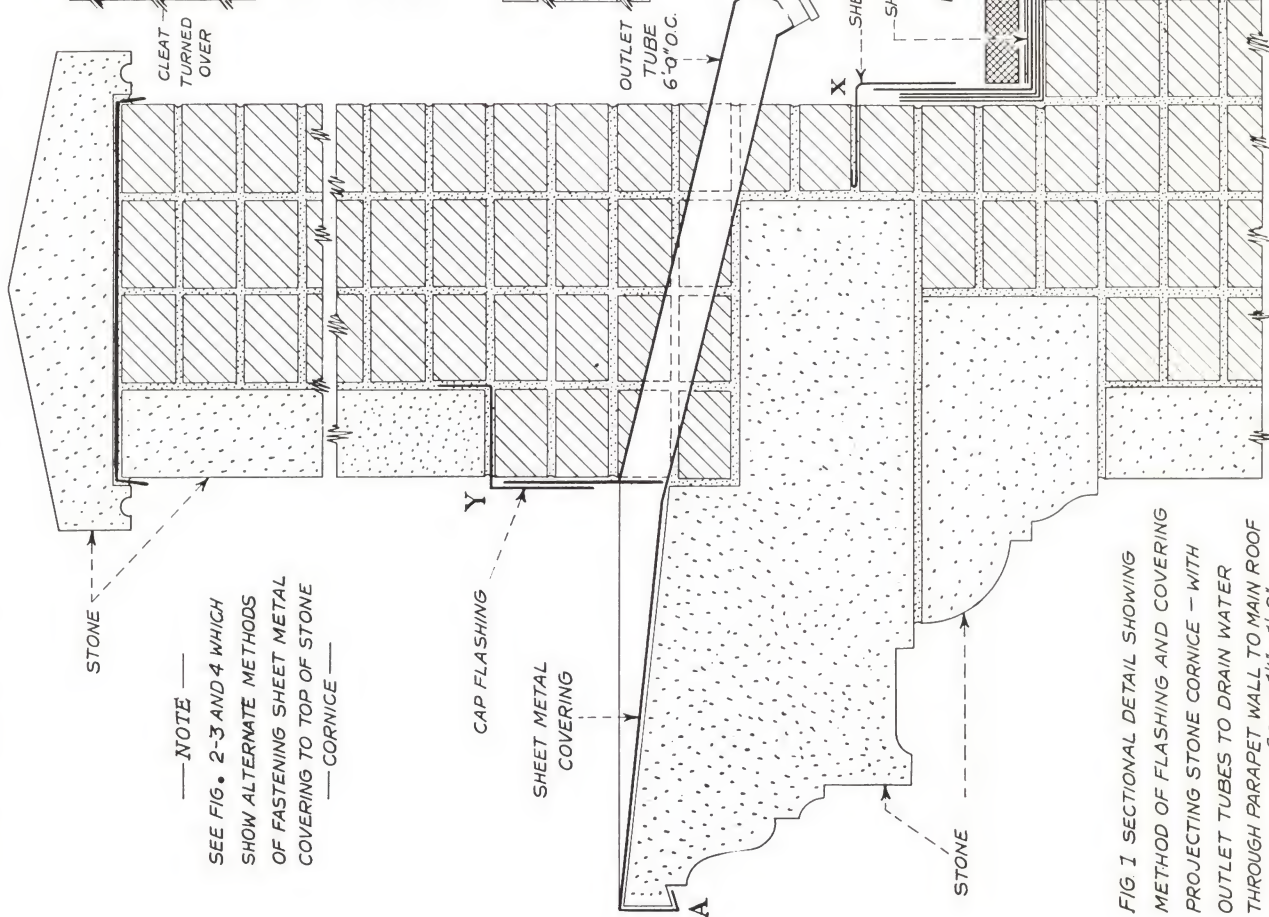 STONE
— NOTE —
SEE FIG. 2-3 AND 4 WHICH
SHOW ALTERNATE METHODS
OF FASTENING SHEET METAL
COVERING TO TOP OF STONE
— CORNICE —
CAP FLASHING
SHEET METAL
COVERING
Y
A
STONE
CLEAT
TURNED
OVER
OUTLET
TUBE
6'-0" O.C.
X
FIG. 1 SECTIONAL DETAIL SHOWING
METHOD OF FLASHING AND COVERING
PROJECTING STONE CORNICE - WITH
OUTLET TUBES TO DRAIN WATER
THROUGH PARAPET WALL TO MAIN ROOF